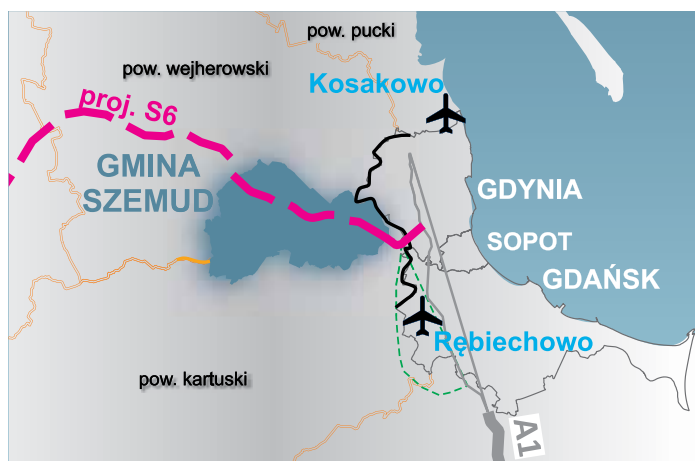 pow. pucki
pow. wejherowski
Kosakowo
proj. S6
GMINA
SZEMUD
GDYNIA
SOPOT
GDAŃSK
Rębiechowo
pow. kartuski
A1